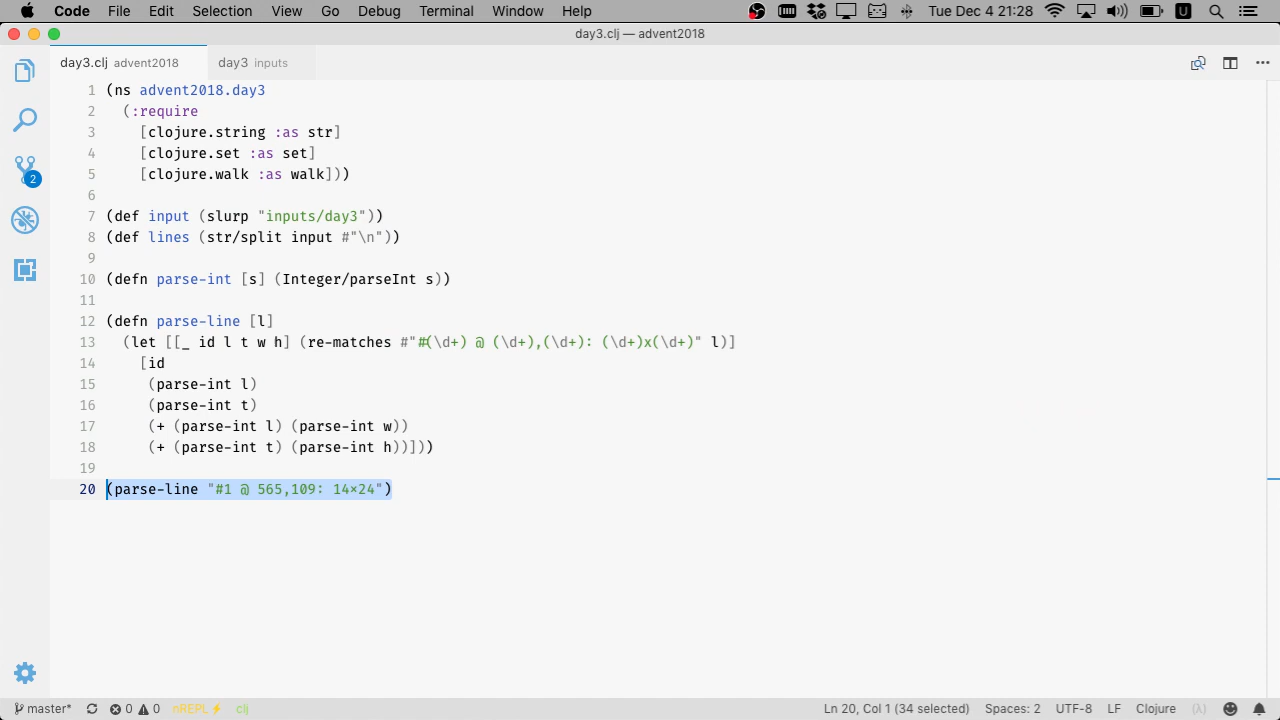 Code File Edit Selection View Go Debug Terminal Window Help Tue Dec 4 21:28 U
day3.clj — advent2018
day3.clj advent2018 day3 inputs
1 (ns advent2018.day3
2 (:require
3 [clojure.string :as str]
4 [clojure.set :as set]
5 [clojure.walk :as walk]))
6
7 (def input (slurp "inputs/day3"))
8 (def lines (str/split input #"\n"))
9
10 (defn parse-int [s] (Integer/parseInt s))
11
12 (defn parse-line [l]
13 (let [[_ id l t w h] (re-matches #"#(\d+) @ (\d+),(\d+): (\d+)x(\d+)" l)]
14 [id
15 (parse-int l)
16 (parse-int t)
17 (+ (parse-int l) (parse-int w))
18 (+ (parse-int t) (parse-int h))]))
19
20 (parse-line "#1 @ 565,109: 14x24")
2
master* 0 0 nREPL⚡ clj Ln 20, Col 1 (34 selected) Spaces: 2 UTF-8 LF Clojure (λ)